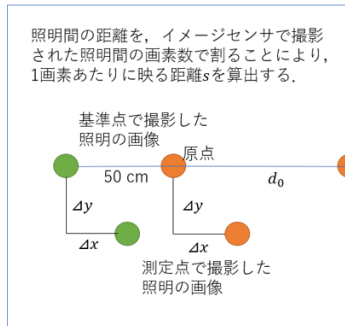 照明間の距離を，イメージセンサで撮影
された照明間の画素数で割ることにより，
1画素あたりに映る距離sを算出する．
基準点で撮影した
照明の画像
原点
50 cm
d₀
Δy
Δy
Δx
Δx
測定点で撮影した
照明の画像